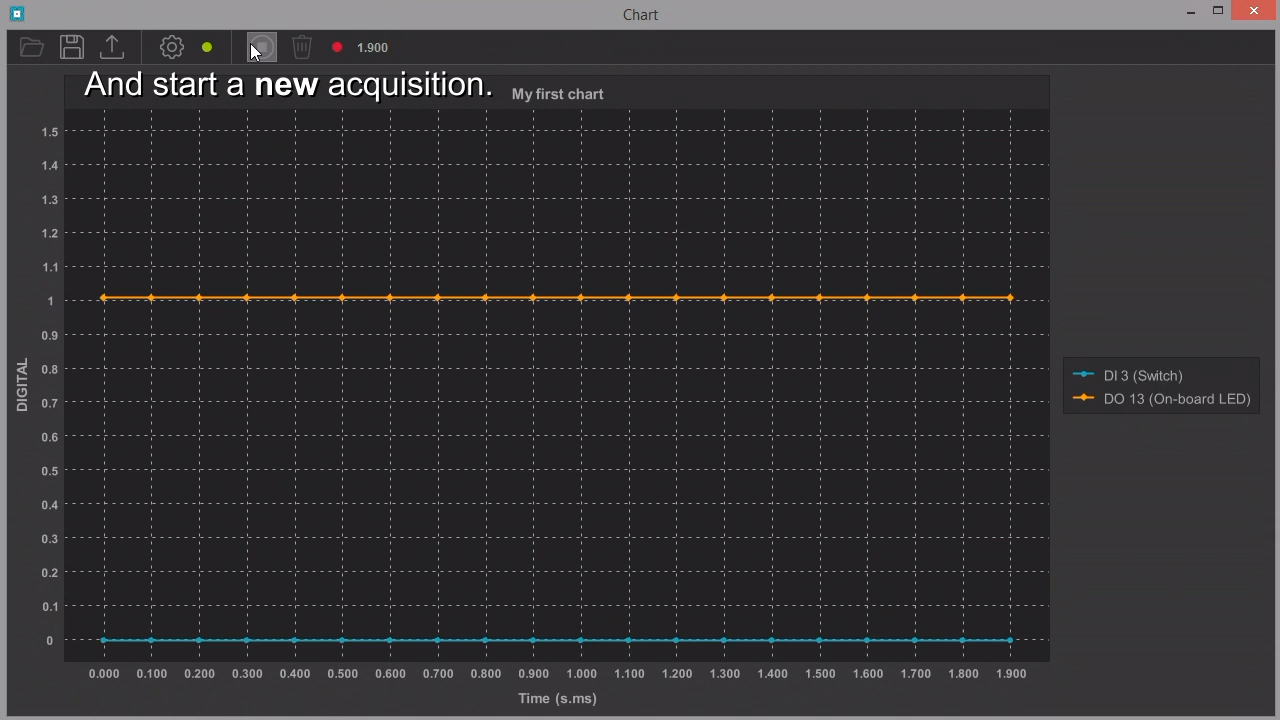 Chart
1.900
And start a new acquisition.
My first chart
1.5
1.4
1.3
1.2
1.1
1
0.9
0.8
0.7
0.6
0.5
0.4
0.3
0.2
0.1
0
DIGITAL
DI 3 (Switch)
DO 13 (On-board LED)
0.000 0.100 0.200 0.300 0.400 0.500 0.600 0.700 0.800 0.900 1.000 1.100 1.200 1.300 1.400 1.500 1.600 1.700 1.800 1.900
Time (s.ms)